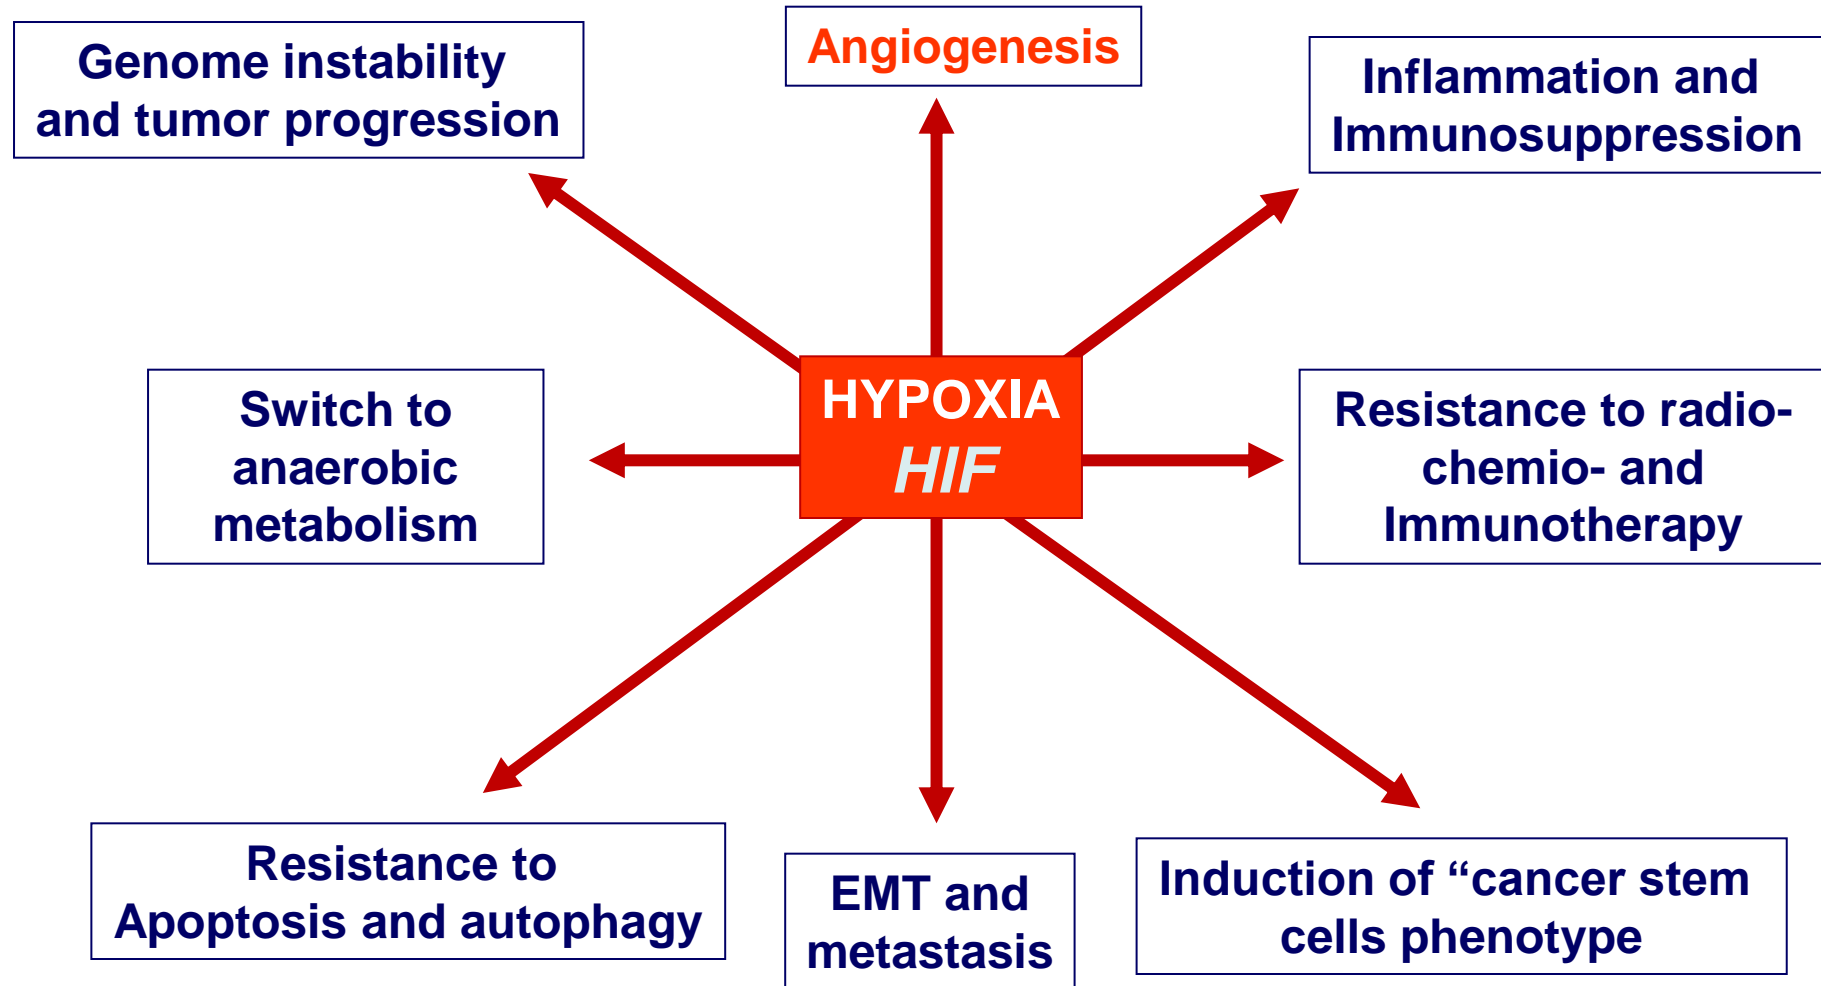 Genome instability
and tumor progression
Angiogenesis
Inflammation and
Immunosuppression
Switch to
anaerobic
metabolism
HYPOXIA
HIF
Resistance to radio-
chemio- and
Immunotherapy
Resistance to
Apoptosis and autophagy
EMT and
metastasis
Induction of “cancer stem
cells phenotype